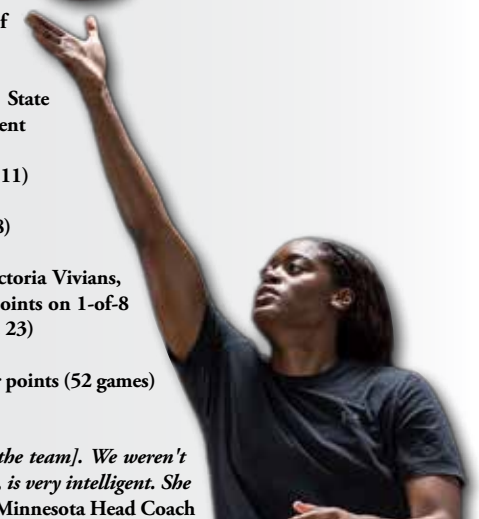 f
State
ent
11)
8)
ctoria Vivians,
oints on 1-of-8
23)
r points (52 games)
the team]. We weren't
, is very intelligent. She
Minnesota Head Coach